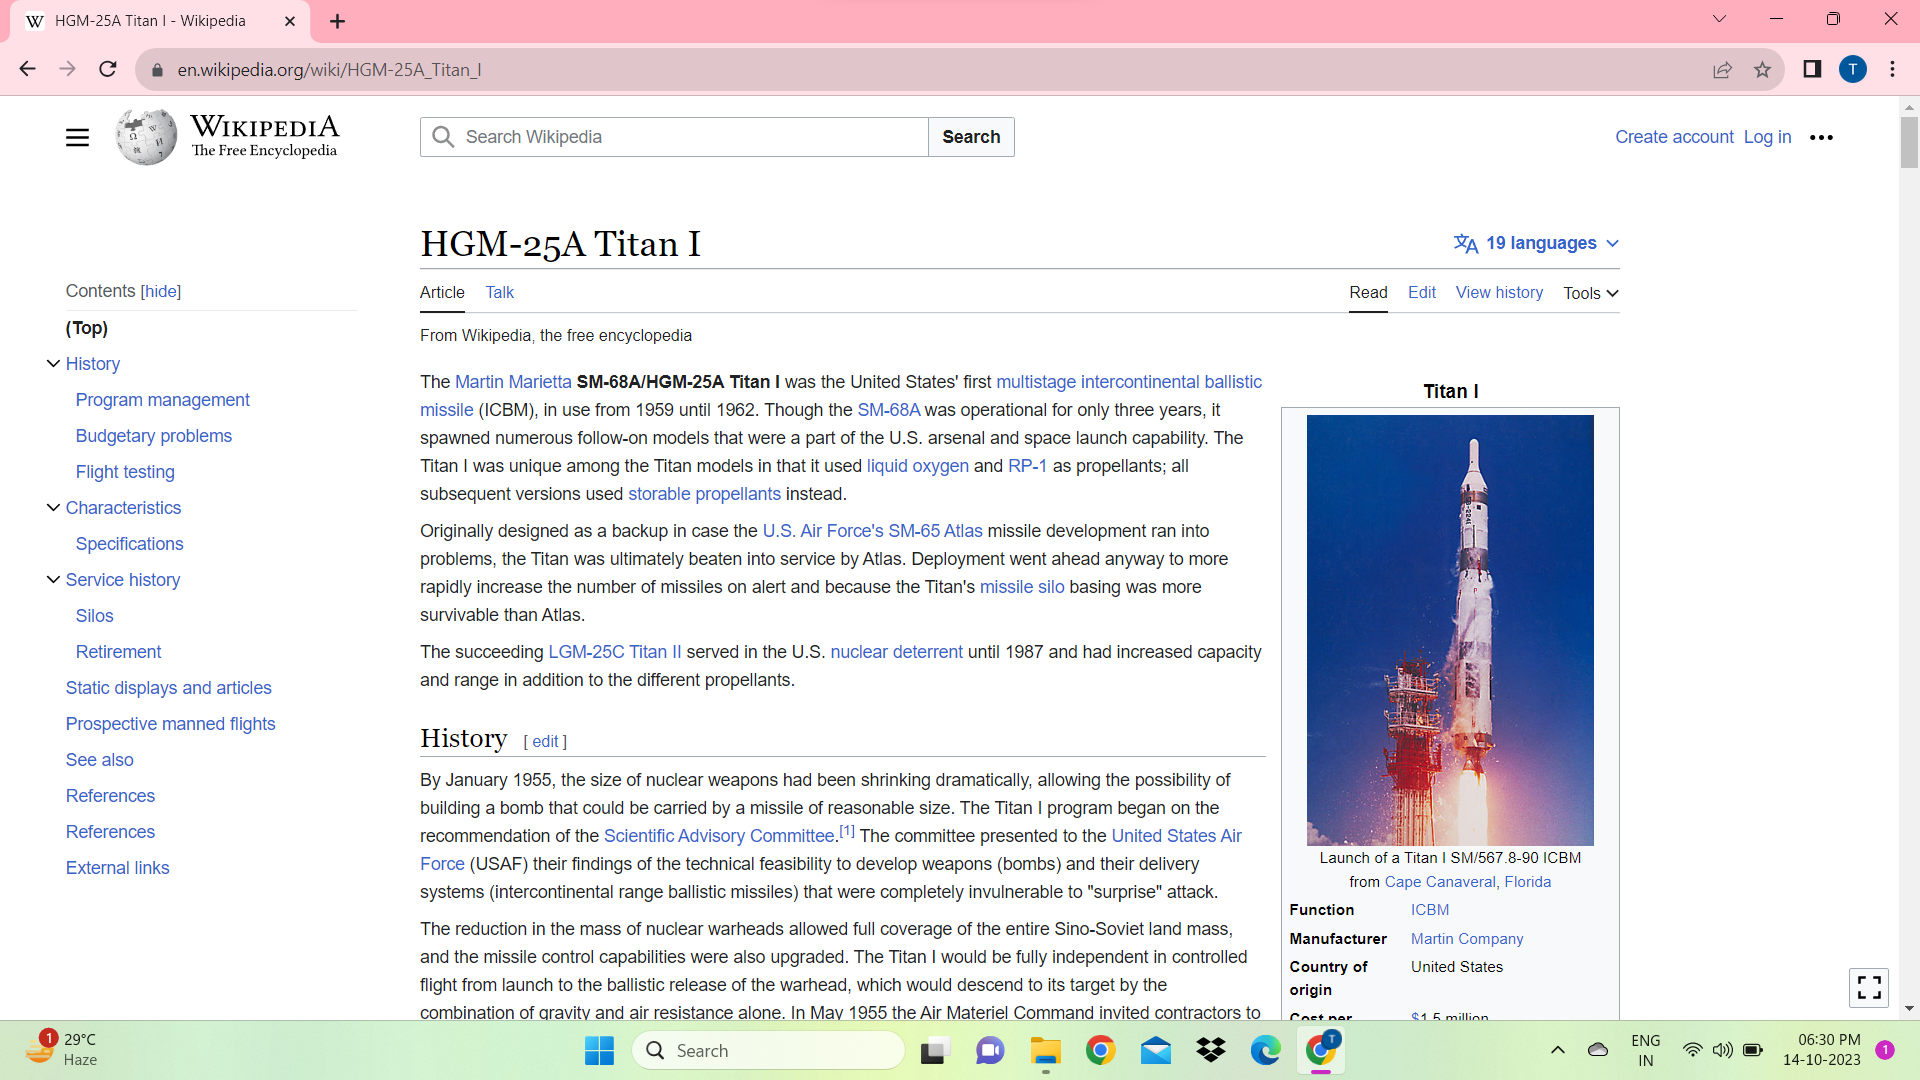 HGM-25A Titan I - Wikipedia
en.wikipedia.org/wiki/HGM-25A_Titan_I
T
WIKIPEDIA
The Free Encyclopedia
Search Wikipedia
Search
Create account Log in
HGM-25A Titan I
19 languages
Article Talk
Read Edit View history Tools
From Wikipedia, the free encyclopedia
Contents [hide]
(Top)
History
Program management
Budgetary problems
Flight testing
Characteristics
Specifications
Service history
Silos
Retirement
Static displays and articles
Prospective manned flights
See also
References
References
External links
The Martin Marietta SM-68A/HGM-25A Titan I was the United States' first multistage intercontinental ballistic
missile (ICBM), in use from 1959 until 1962. Though the SM-68A was operational for only three years, it
spawned numerous follow-on models that were a part of the U.S. arsenal and space launch capability. The
Titan I was unique among the Titan models in that it used liquid oxygen and RP-1 as propellants; all
subsequent versions used storable propellants instead.
Originally designed as a backup in case the U.S. Air Force's SM-65 Atlas missile development ran into
problems, the Titan was ultimately beaten into service by Atlas. Deployment went ahead anyway to more
rapidly increase the number of missiles on alert and because the Titan's missile silo basing was more
survivable than Atlas.
The succeeding LGM-25C Titan II served in the U.S. nuclear deterrent until 1987 and had increased capacity
and range in addition to the different propellants.
History [ edit ]
By January 1955, the size of nuclear weapons had been shrinking dramatically, allowing the possibility of
building a bomb that could be carried by a missile of reasonable size. The Titan I program began on the
recommendation of the Scientific Advisory Committee.[1] The committee presented to the United States Air
Force (USAF) their findings of the technical feasibility to develop weapons (bombs) and their delivery
systems (intercontinental range ballistic missiles) that were completely invulnerable to "surprise" attack.
The reduction in the mass of nuclear warheads allowed full coverage of the entire Sino-Soviet land mass,
and the missile control capabilities were also upgraded. The Titan I would be fully independent in controlled
flight from launch to the ballistic release of the warhead, which would descend to its target by the
combination of gravity and air resistance alone. In May 1955 the Air Materiel Command invited contractors to
Titan I
Launch of a Titan I SM/567.8-90 ICBM
from Cape Canaveral, Florida
Function ICBM
Manufacturer Martin Company
Country of United States
origin
Cost per $1.5 million
1
29°C
Haze
Search
T
ENG
IN
06:30 PM
14-10-2023
1